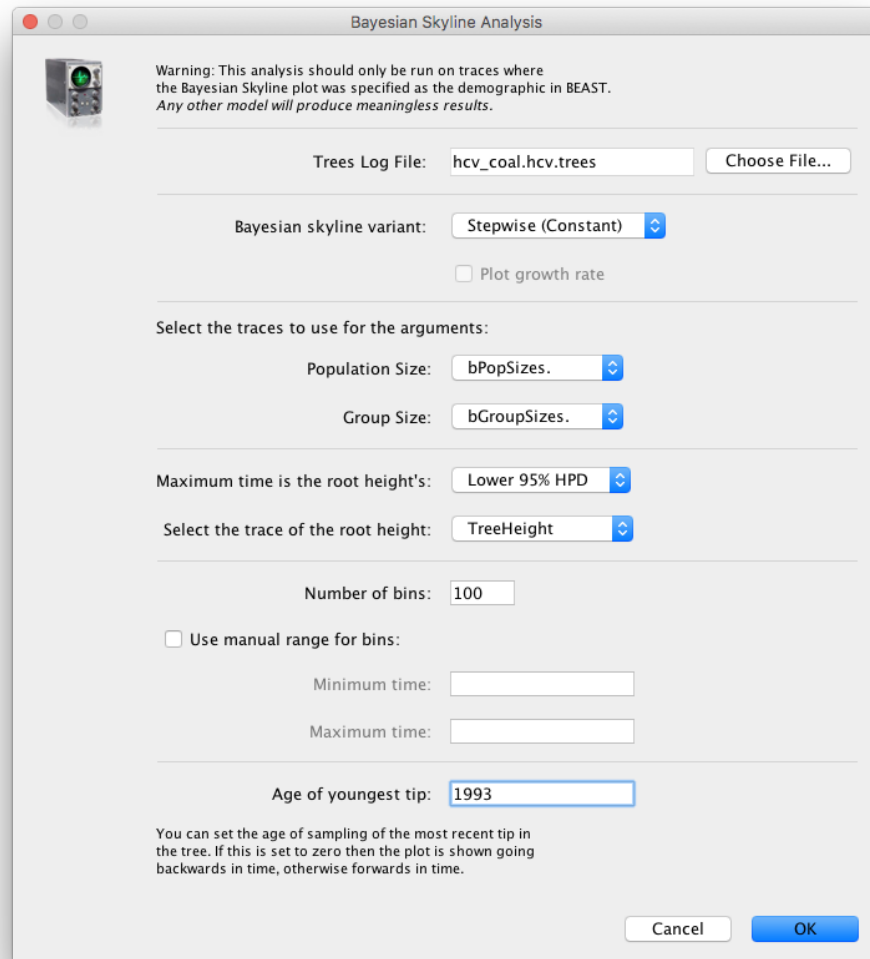 Bayesian Skyline Analysis
Warning: This analysis should only be run on traces where
the Bayesian Skyline plot was specified as the demographic in BEAST.
Any other model will produce meaningless results.
Trees Log File: hcv_coal.hcv.trees Choose File...
Bayesian skyline variant: Stepwise (Constant)
Plot growth rate
Select the traces to use for the arguments:
Population Size: bPopSizes.
Group Size: bGroupSizes.
Maximum time is the root height's: Lower 95% HPD
Select the trace of the root height: TreeHeight
Number of bins: 100
Use manual range for bins:
Minimum time:
Maximum time:
Age of youngest tip: 1993
You can set the age of sampling of the most recent tip in
the tree. If this is set to zero then the plot is shown going
backwards in time, otherwise forwards in time.
Cancel OK